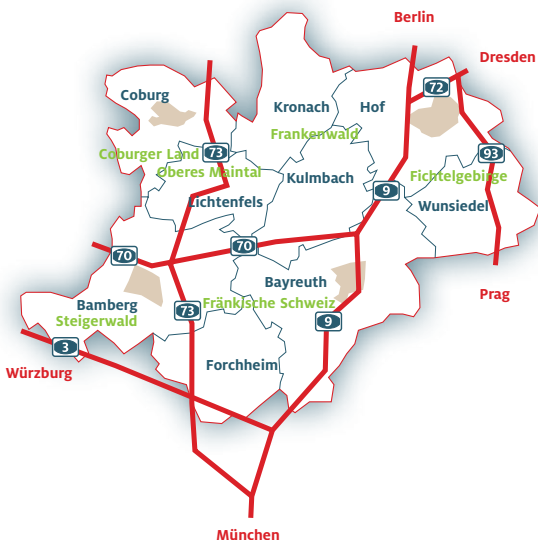 Berlin
Dresden
72
Coburg
Kronach
Hof
Frankenwald
Coburger Land
73
93
Oberes Maintal
Fichtelgebirge
Kulmbach
9
Lichtenfels
Wunsiedel
70
70
Bayreuth
Prag
Bamberg
Fränkische Schweiz
73
Steigerwald
9
3
Forchheim
Würzburg
München